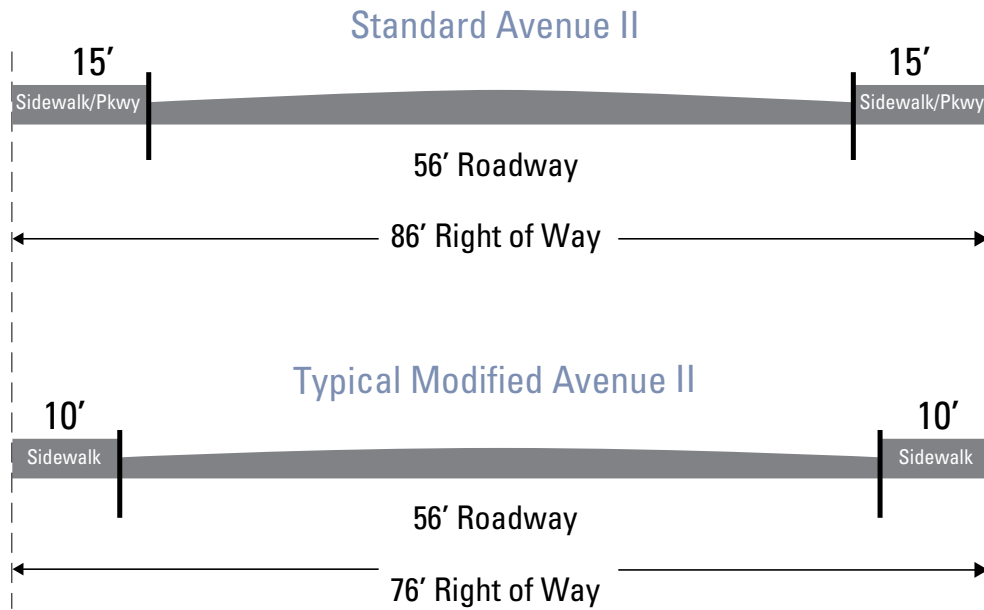 Standard Avenue II
15′ 15′
Sidewalk/Pkwy Sidewalk/Pkwy
56′ Roadway
86′ Right of Way
Typical Modified Avenue II
10′ 10′
Sidewalk Sidewalk
56′ Roadway
76′ Right of Way